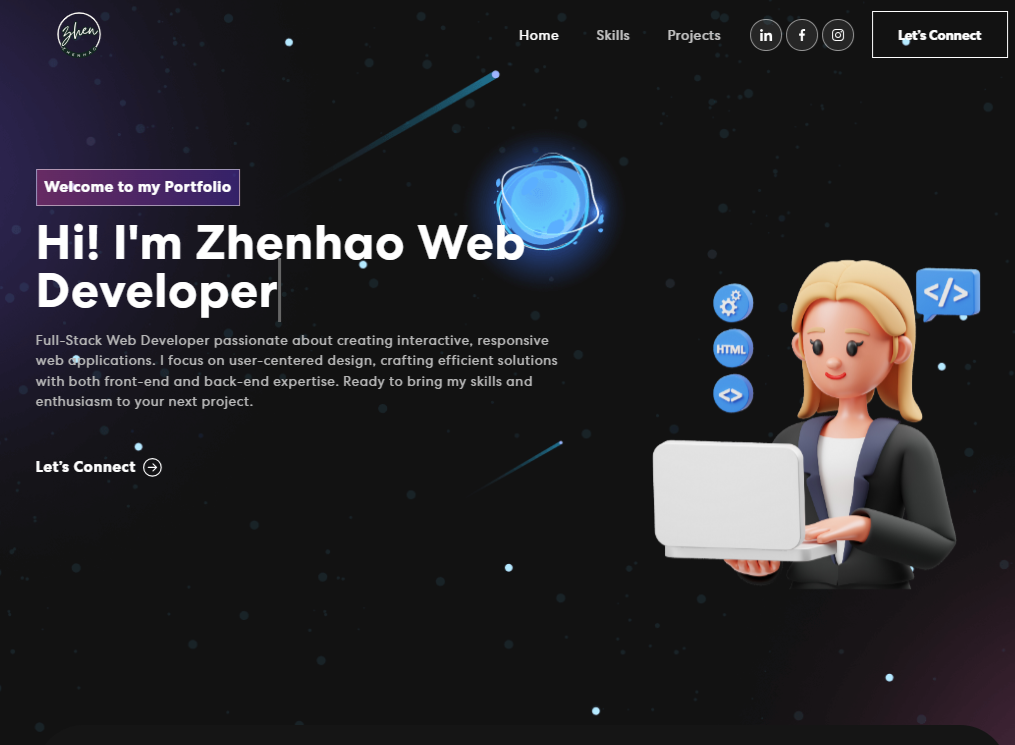 Zhen
ZHENHAO
Home
Skills
Projects
in
f
Let's Connect
Welcome to my Portfolio
Hi! I'm Zhenhao Web
Developer
Full-Stack Web Developer passionate about creating interactive, responsive
web applications. I focus on user-centered design, crafting efficient solutions
with both front-end and back-end expertise. Ready to bring my skills and
enthusiasm to your next project.
Let's Connect
HTML
<>
</>